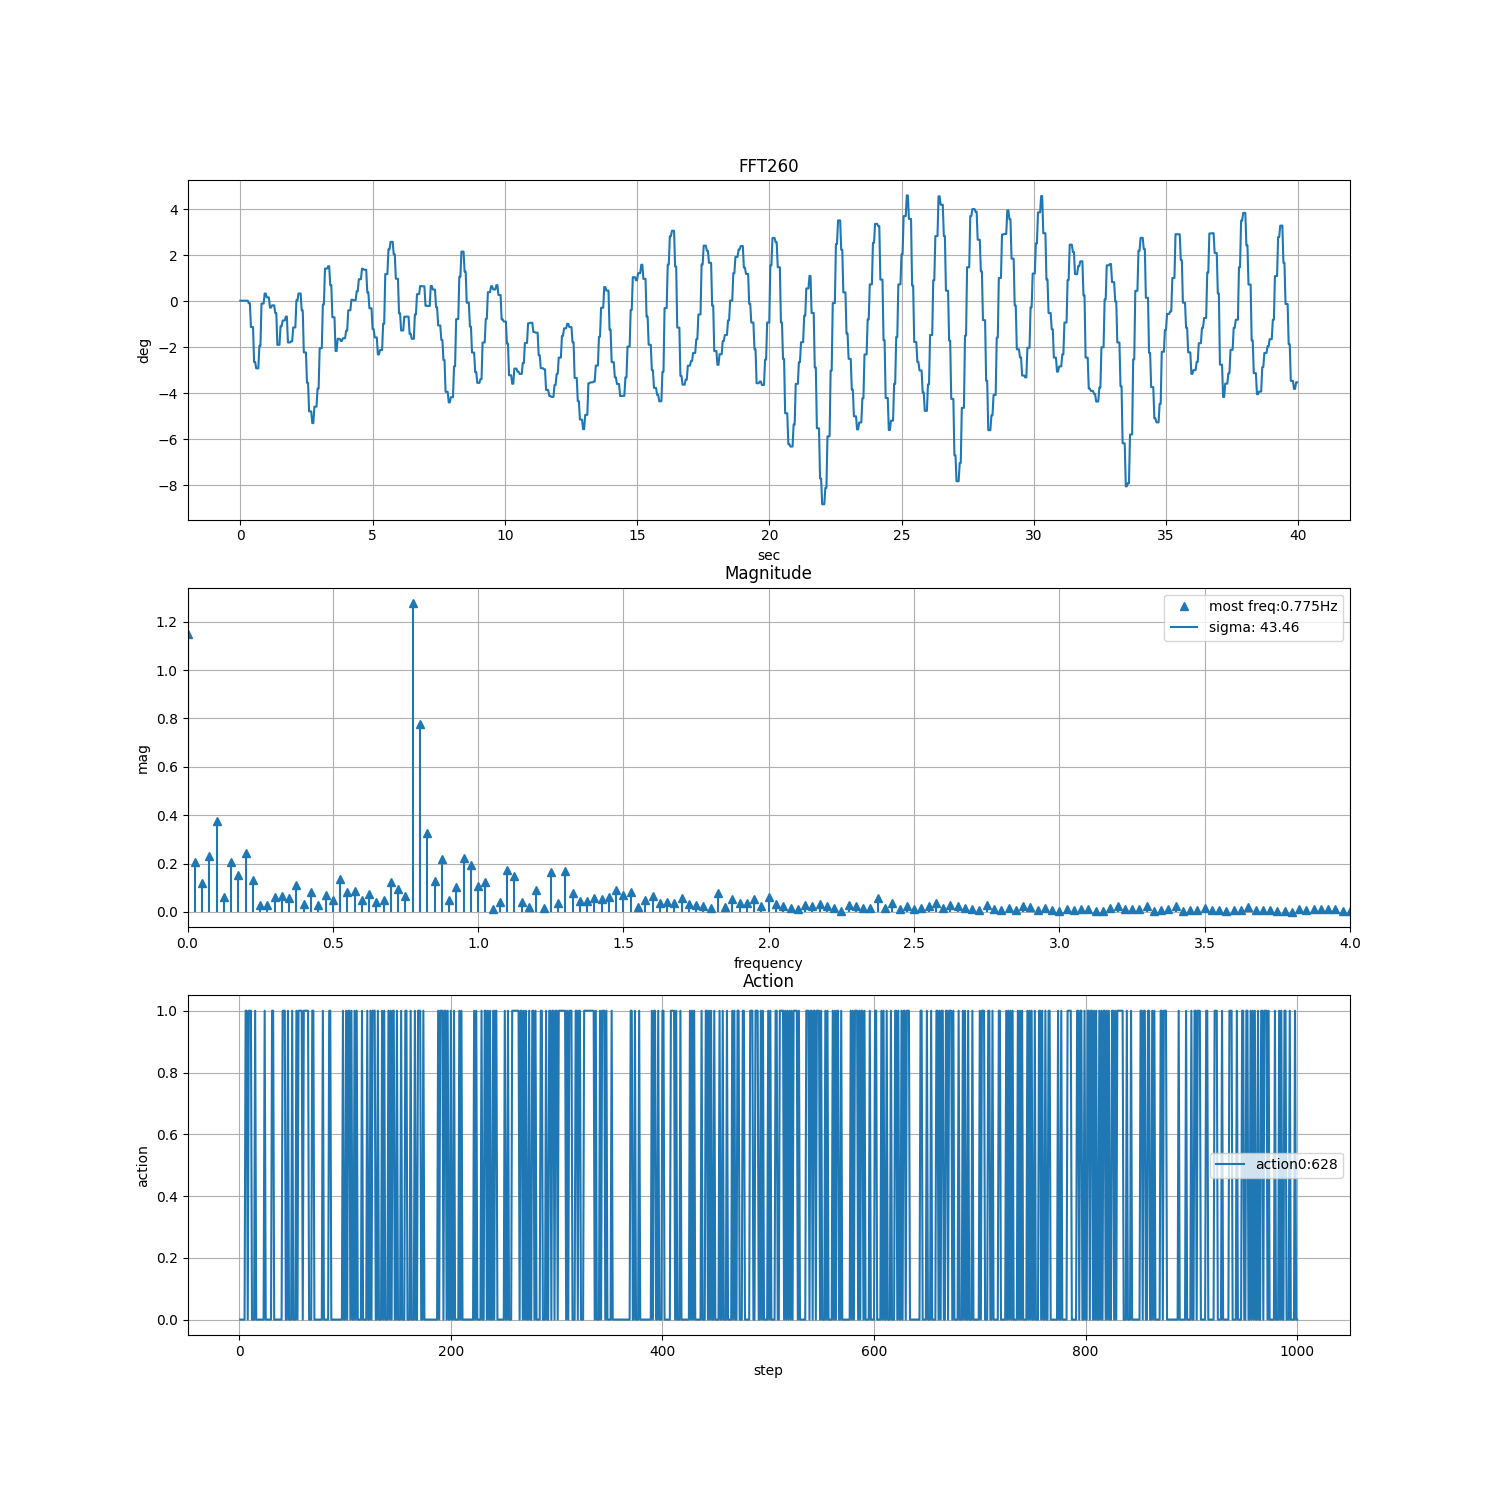 FFT260
4
2
0
−2
−4
−6
−8
deg
0 5 10 15 20 25 30 35 40
sec
Magnitude
1.2
1.0
0.8
0.6
0.4
0.2
0.0
mag
most freq:0.775Hz
sigma: 43.46
0.0 0.5 1.0 1.5 2.0 2.5 3.0 3.5 4.0
frequency
Action
1.0
0.8
0.6
0.4
0.2
0.0
action
action0:628
0 200 400 600 800 1000
step